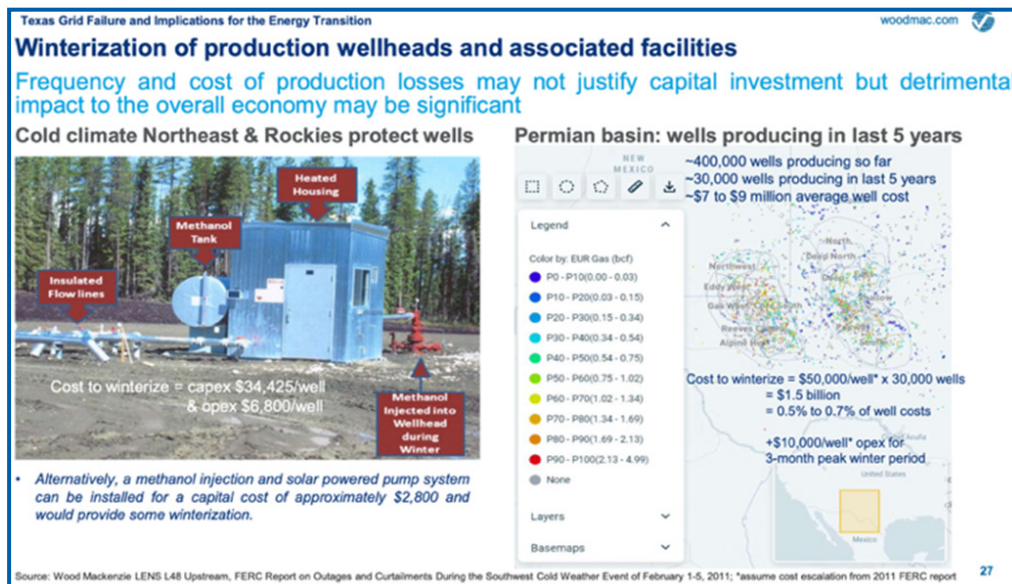 Texas Grid Failure and Implications for the Energy Transition
woodmac.com
Winterization of production wellheads and associated facilities
Frequency and cost of production losses may not justify capital investment but detrimental
impact to the overall economy may be significant
Cold climate Northeast & Rockies protect wells
Heated
Housing
Methanol
Tank
Insulated
Flow lines
Cost to winterize = capex $34,425/well
& opex $6,800/well
Methanol
Injected into
Wellhead
during
Winter
• Alternatively, a methanol injection and solar powered pump system
can be installed for a capital cost of approximately $2,800 and
would provide some winterization.
Permian basin: wells producing in last 5 years
NEW
MEXICO
~400,000 wells producing so far
~30,000 wells producing in last 5 years
~$7 to $9 million average well cost
Legend
Color by: EUR Gas (bcf)
P0 - P10(0.00 - 0.03)
P10 - P20(0.03 - 0.15)
P20 - P30(0.15 - 0.34)
P30 - P40(0.34 - 0.54)
P40 - P50(0.54 - 0.75)
P50 - P60(0.75 - 1.02)
P60 - P70(1.02 - 1.34)
P70 - P80(1.34 - 1.69)
P80 - P90(1.69 - 2.13)
P90 - P100(2.13 - 4.99)
None
Layers
Basemaps
North
Deep North
Northwest
Eddy West
Gas West
South
Reeves
Alpine High
Cost to winterize = $50,000/well* x 30,000 wells
= $1.5 billion
= 0.5% to 0.7% of well costs
+$10,000/well* opex for
3-month peak winter period
Acuña
United States
Mexico
Source: Wood Mackenzie LENS L48 Upstream, FERC Report on Outages and Curtailments During the Southwest Cold Weather Event of February 1-5, 2011; *assume cost escalation from 2011 FERC report
27